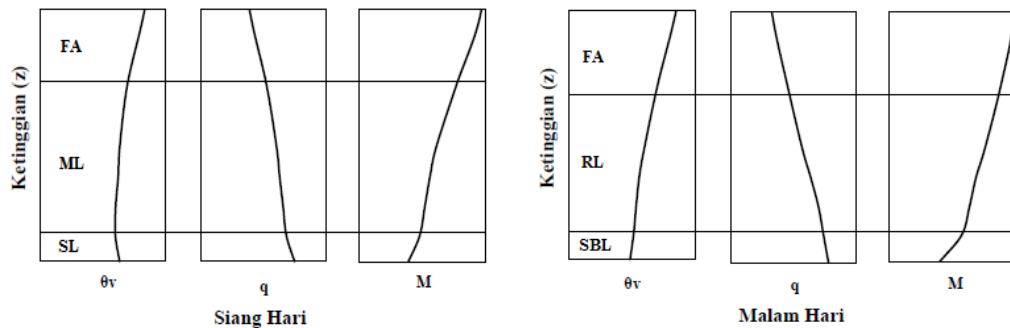 Ketinggian (z)
FA
ML
SL
θv
q
M
Siang Hari
Ketinggian (z)
FA
RL
SBL
θv
q
M
Malam Hari